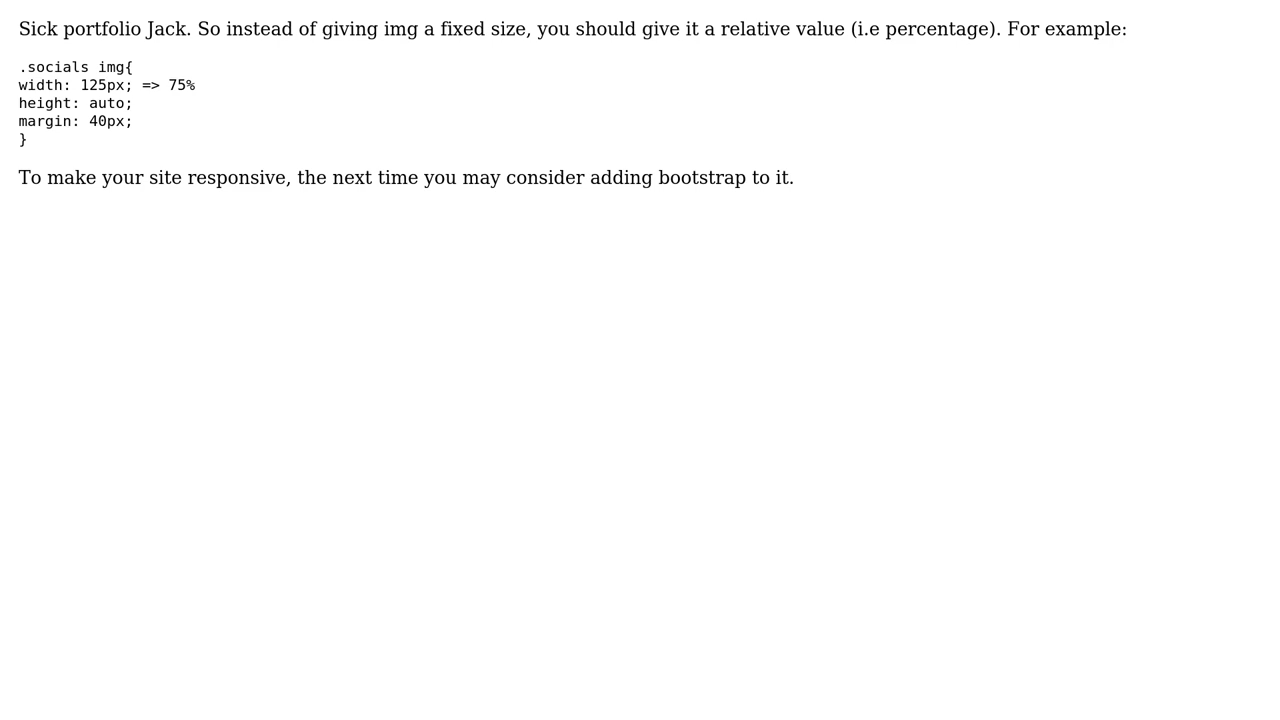 Sick portfolio Jack. So instead of giving img a fixed size, you should give it a relative value (i.e percentage). For example:
.socials img{
width: 125px; => 75%
height: auto;
margin: 40px;
}
To make your site responsive, the next time you may consider adding bootstrap to it.